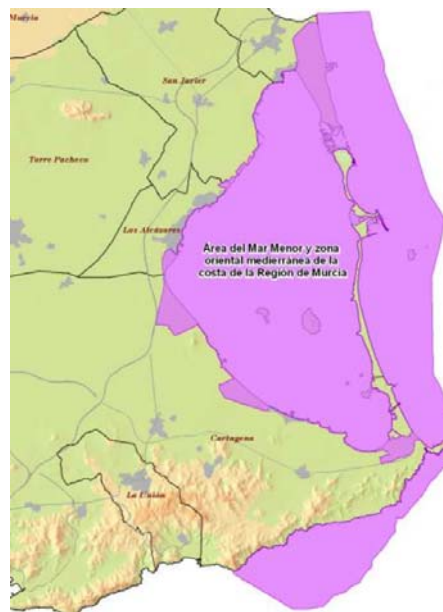 Murcia
San Javier
Torre Pacheco
Los Alcázares
Área del Mar Menor y zona
oriental mediterránea de la
costa de la Región de Murcia
Cartagena
La Unión